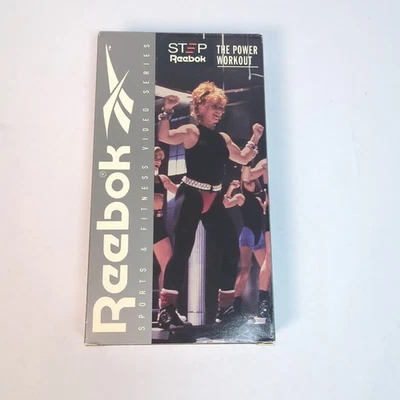 Reebok®
SPORTS & FITNESS VIDEO SERIES
STEP
Reebok
THE POWER
WORKOUT